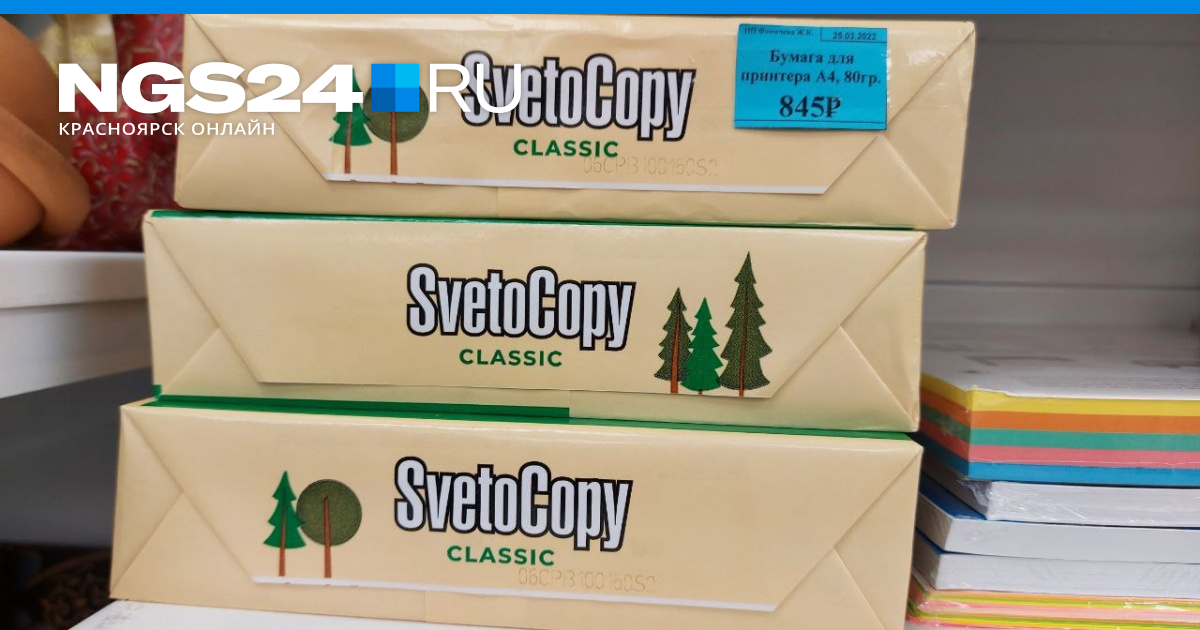 NGS24 RU
КРАСНОЯРСК ОНЛАЙН
25.03.2022
Бумага для
принтера А4, 80гр.
845₽
SvetoCopy
CLASSIC
SvetoCopy
CLASSIC
SvetoCopy
CLASSIC